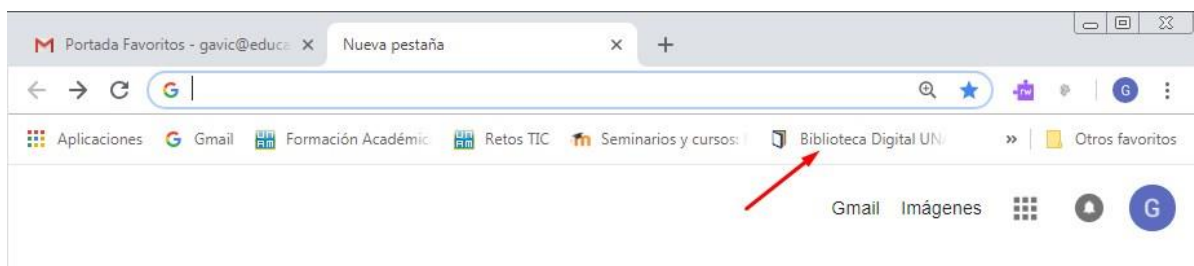 Portada Favoritos - gavic@educa Nueva pestaña
G
Aplicaciones G Gmail Formación Académic Retos TIC Seminarios y cursos: Biblioteca Digital UNA » Otros favoritos
Gmail Imágenes G